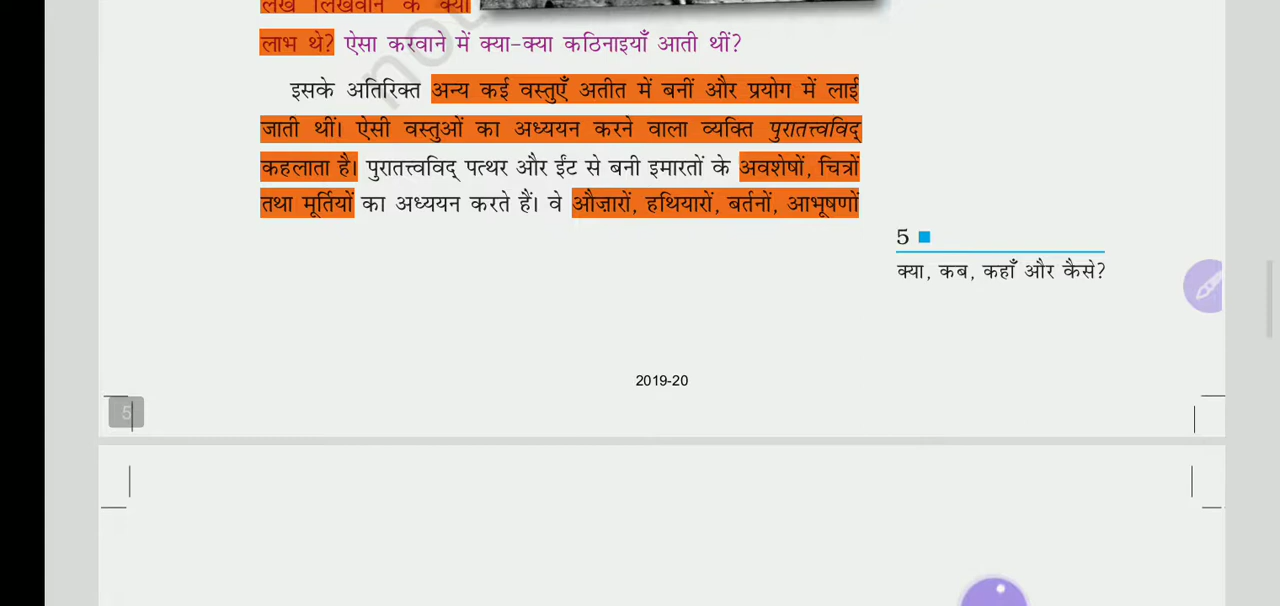 लेख लिखवाने के क्या
लाभ थे? ऐसा करवाने में क्या-क्या कठिनाइयाँ आती थीं?
इसके अतिरिक्त अन्य कई वस्तुएँ अतीत में बनीं और प्रयोग में लाई
जाती थीं। ऐसी वस्तुओं का अध्ययन करने वाला व्यक्ति पुरातत्त्वविद्
कहलाता है। पुरातत्त्वविद् पत्थर और ईंट से बनी इमारतों के अवशेषों, चित्रों
तथा मूर्तियों का अध्ययन करते हैं। वे औज़ारों, हथियारों, बर्तनों, आभूषणों
5
क्या, कब, कहाँ और कैसे?
2019-20
5